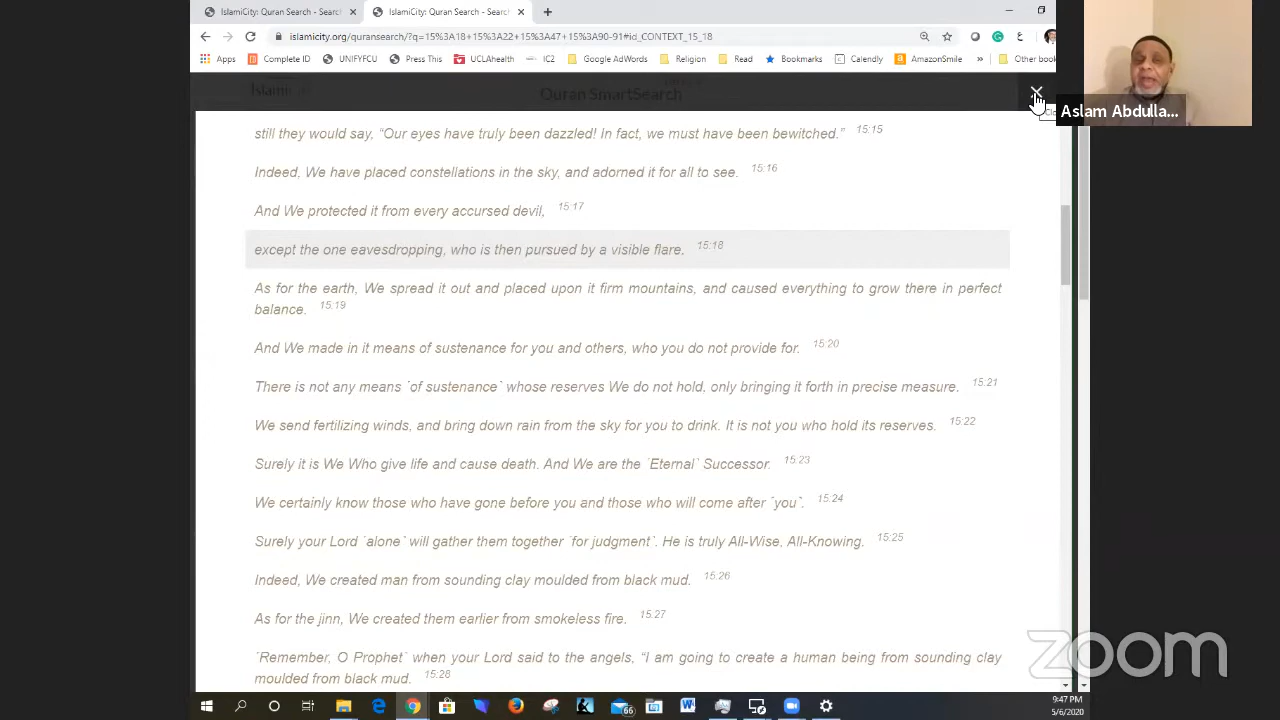 IslamiCity: Quran Search - Search
IslamiCity: Quran Search - Search
islamicity.org/quransearch/?q=15%3A18+15%3A22+15%3A47+15%3A90-91#id_CONTEXT_15_18
Apps Complete ID UNIFYFCU Press This UCLAhealth IC2 Google AdWords Religion Read Bookmarks Calendly AmazonSmile » Other book
Quran SmartSearch
Aslam Abdulla...
still they would say, “Our eyes have truly been dazzled! In fact, we must have been bewitched.” 15:15
Indeed, We have placed constellations in the sky, and adorned it for all to see. 15:16
And We protected it from every accursed devil, 15:17
except the one eavesdropping, who is then pursued by a visible flare. 15:18
As for the earth, We spread it out and placed upon it firm mountains, and caused everything to grow there in perfect
balance. 15:19
And We made in it means of sustenance for you and others, who you do not provide for. 15:20
There is not any means ˹of sustenance˺ whose reserves We do not hold, only bringing it forth in precise measure. 15:21
We send fertilizing winds, and bring down rain from the sky for you to drink. It is not you who hold its reserves. 15:22
Surely it is We Who give life and cause death. And We are the ˹Eternal˺ Successor. 15:23
We certainly know those who have gone before you and those who will come after ˹you˺. 15:24
Surely your Lord ˹alone˺ will gather them together ˹for judgment˺. He is truly All-Wise, All-Knowing. 15:25
Indeed, We created man from sounding clay moulded from black mud. 15:26
As for the jinn, We created them earlier from smokeless fire. 15:27
˹Remember, O Prophet˺ when your Lord said to the angels, “I am going to create a human being from sounding clay
moulded from black mud. 15:28
zoom
66
9:47 PM
5/6/2020